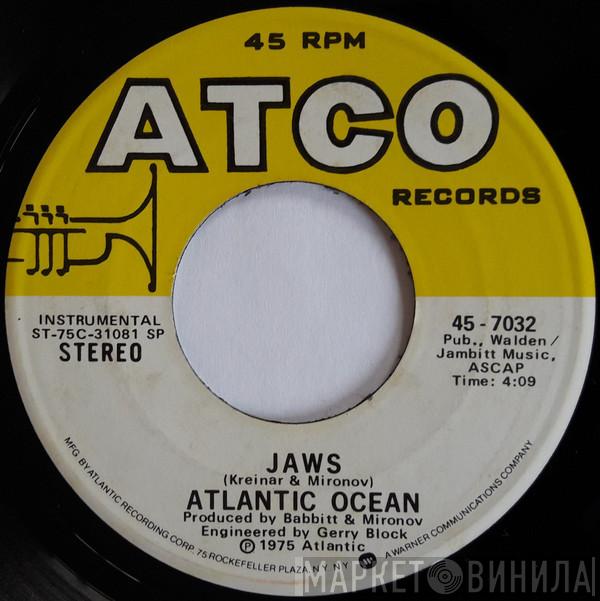 45 RPM
ATCO
RECORDS
INSTRUMENTAL
ST-75C-31081 SP
STEREO
45-7032
Pub., Walden/
Jambitt Music,
ASCAP
Time: 4:09
JAWS
(Kreinar & Mironov)
ATLANTIC OCEAN
Produced by Babbitt & Mironov
Engineered by Gerry Block
℗ 1975 Atlantic
MFG. BY ATLANTIC RECORDING CORP. 75 ROCKEFELLER PLAZA, N.Y. N.Y. A WARNER COMMUNICATIONS COMPANY
МАРКЕТ ВИНИЛА